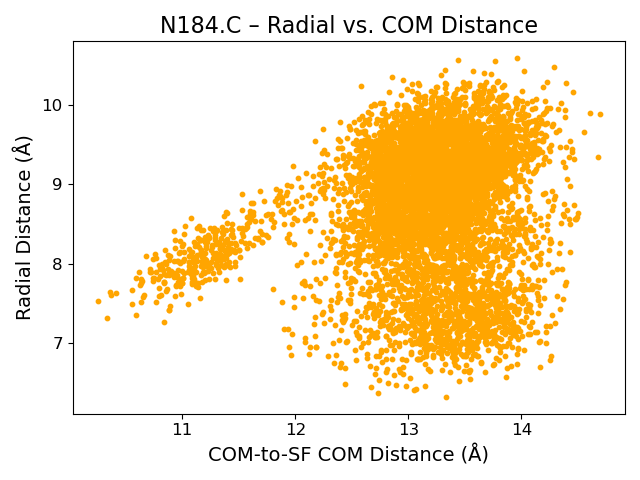 N184.C – Radial vs. COM Distance
10
9
8
7
Radial Distance (Å)
11
12
13
14
COM-to-SF COM Distance (Å)